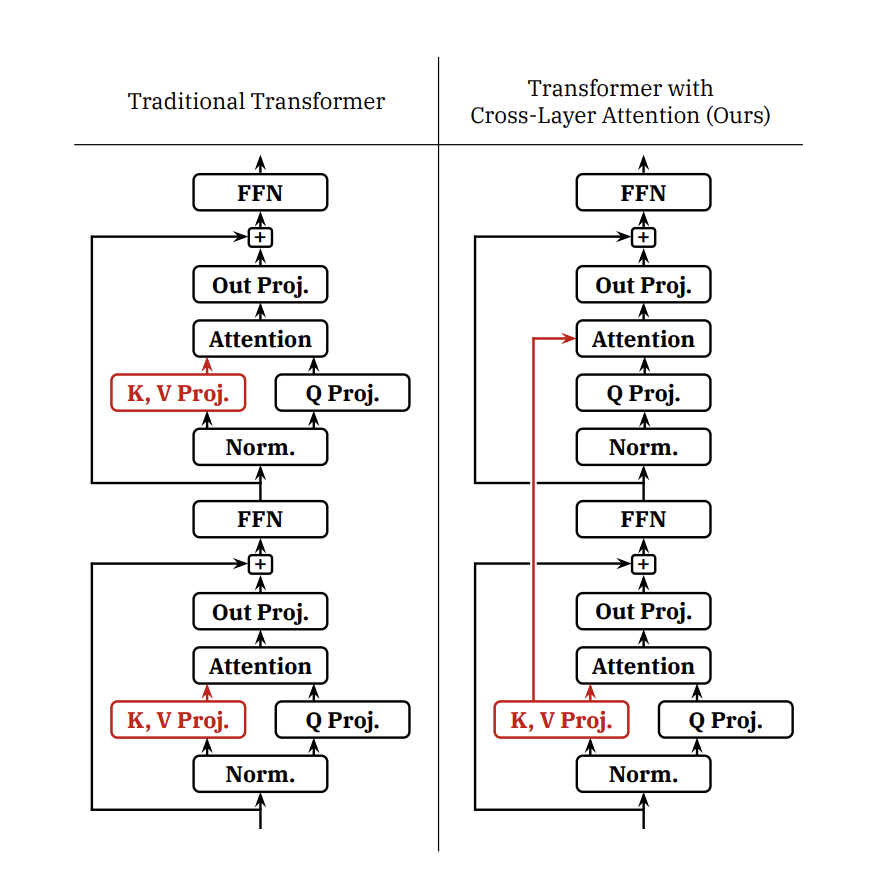 Traditional Transformer
Transformer with
Cross-Layer Attention (Ours)
FFN
+
Out Proj.
Attention
K, V Proj.
Q Proj.
Norm.
FFN
+
Out Proj.
Attention
K, V Proj.
Q Proj.
Norm.
FFN
+
Out Proj.
Attention
Q Proj.
Norm.
FFN
+
Out Proj.
Attention
K, V Proj.
Q Proj.
Norm.